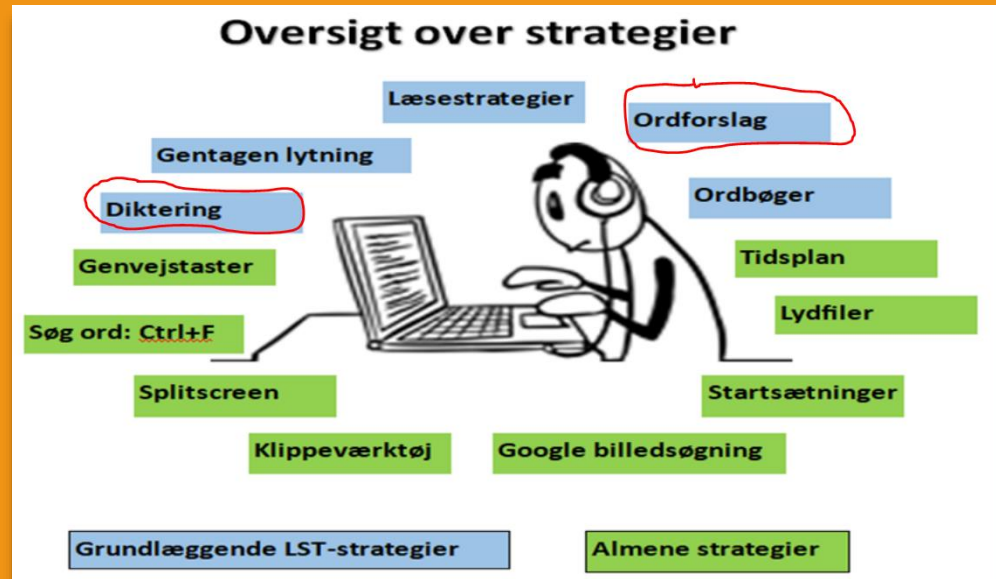 Oversigt over strategier
Læsestrategier
Ordforslag
Gentagen lytning
Ordbøger
Diktering
Tidsplan
Genvejstaster
Lydfiler
Søg ord: Ctrl+F
Splitscreen
Startsætninger
Klippeværktøj
Google billedsøgning
Grundlæggende LST-strategier
Almene strategier